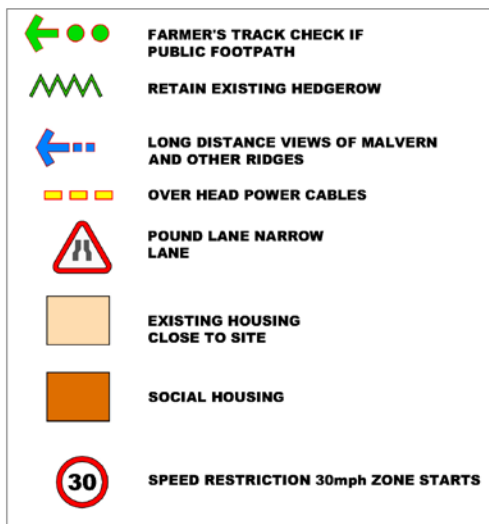 FARMER'S TRACK CHECK IF
PUBLIC FOOTPATH
RETAIN EXISTING HEDGEROW
LONG DISTANCE VIEWS OF MALVERN
AND OTHER RIDGES
OVER HEAD POWER CABLES
POUND LANE NARROW
LANE
EXISTING HOUSING
CLOSE TO SITE
SOCIAL HOUSING
30
SPEED RESTRICTION 30mph ZONE STARTS